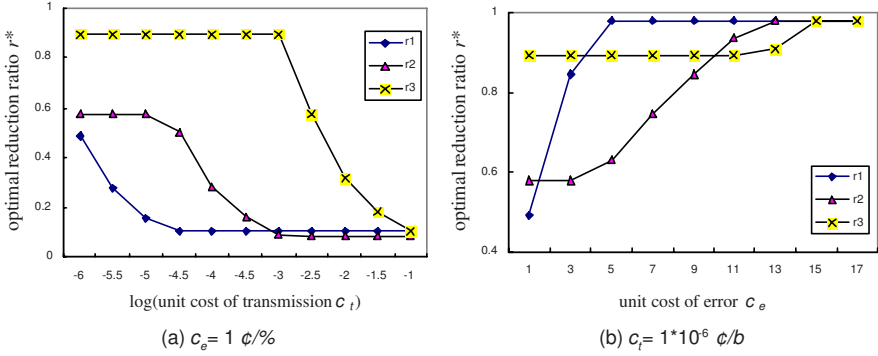 optimal reduction ratio r*
1
0.8
0.6
0.4
0.2
0
r1
r2
r3
-6 -5.5 -5 -4.5 -4 -4.5 -3 -2.5 -2 -1.5 -1
log(unit cost of transmission c t)
(a) ce= 1 ¢/%
optimal reduction ratio r*
1
0.8
0.6
0.4
r1
r2
r3
1 3 5 7 9 11 13 15 17
unit cost of error c e
(b) ct= 1*10-6 ¢/b